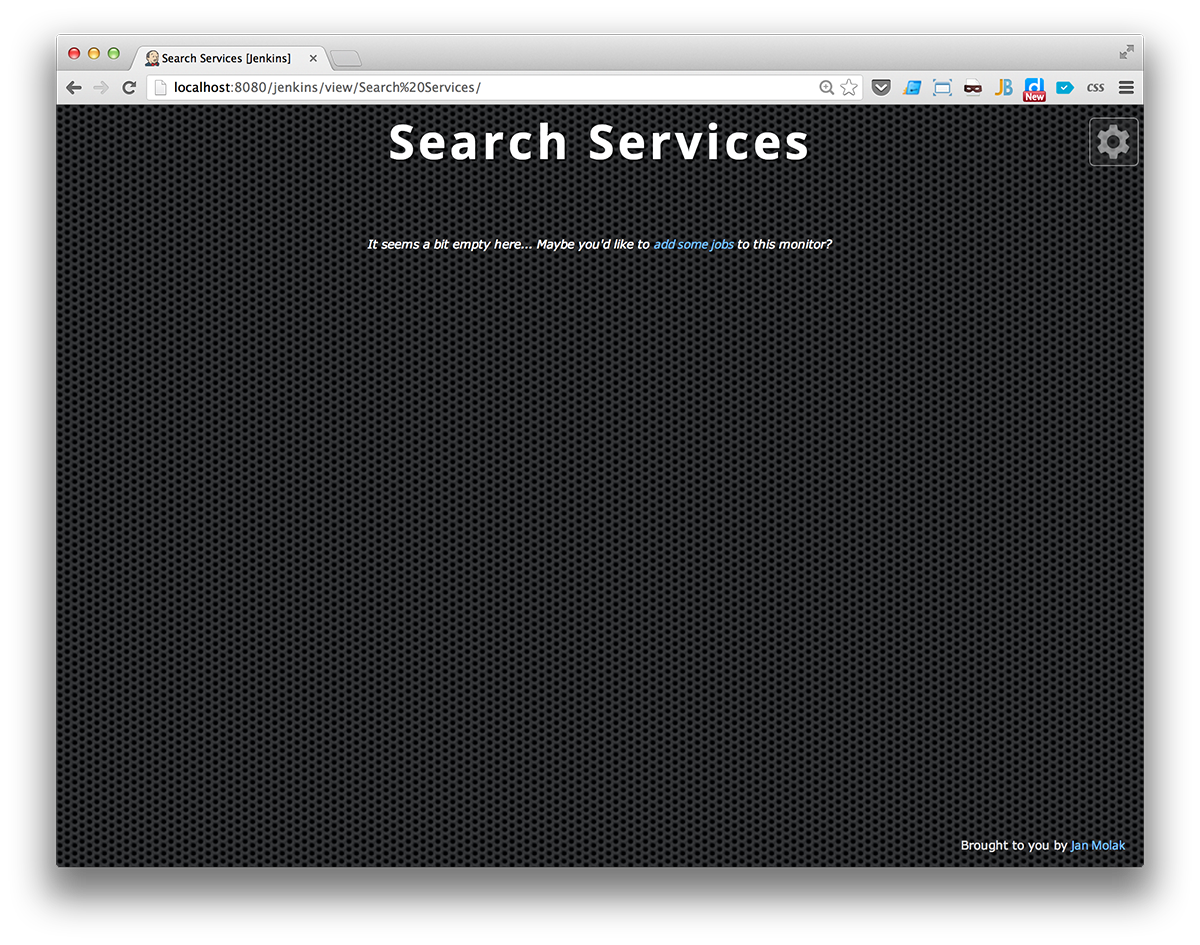 Search Services [Jenkins]
localhost:8080/jenkins/view/Search%20Services/
JB
New
css
Search Services
It seems a bit empty here... Maybe you'd like to add some jobs to this monitor?
Brought to you by Jan Molak